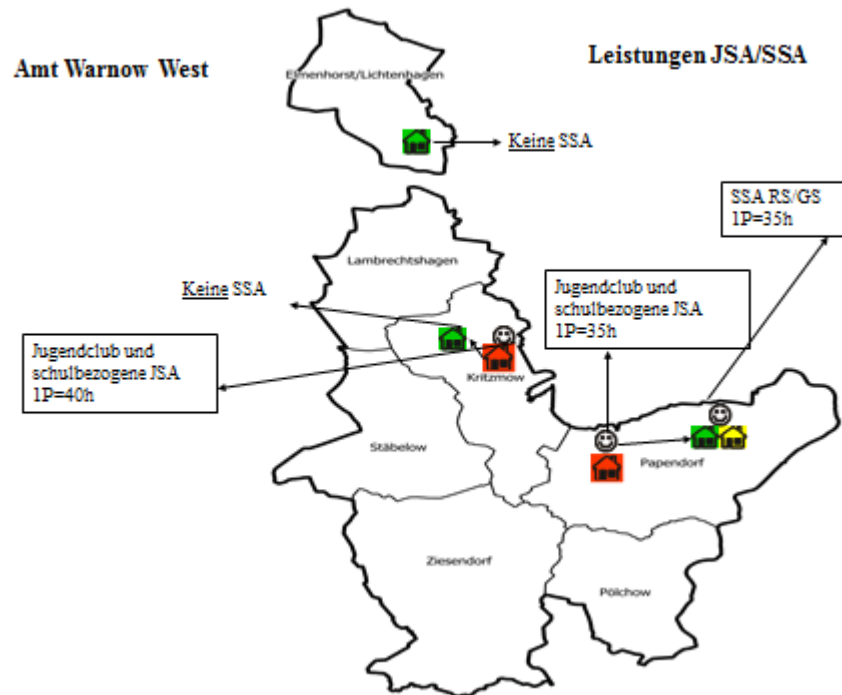 Amt Warnow West
Leistungen JSA/SSA
Elmenhorst/Lichtenhagen
Keine SSA
SSA RS/GS
1P=35h
Lambrechtshagen
Keine SSA
Jugendclub und
schulbezogene JSA
1P=35h
Jugendclub und
schulbezogene JSA
1P=40h
Kritzmow
Stäbelow
Papendorf
Ziesendorf
Pölchow